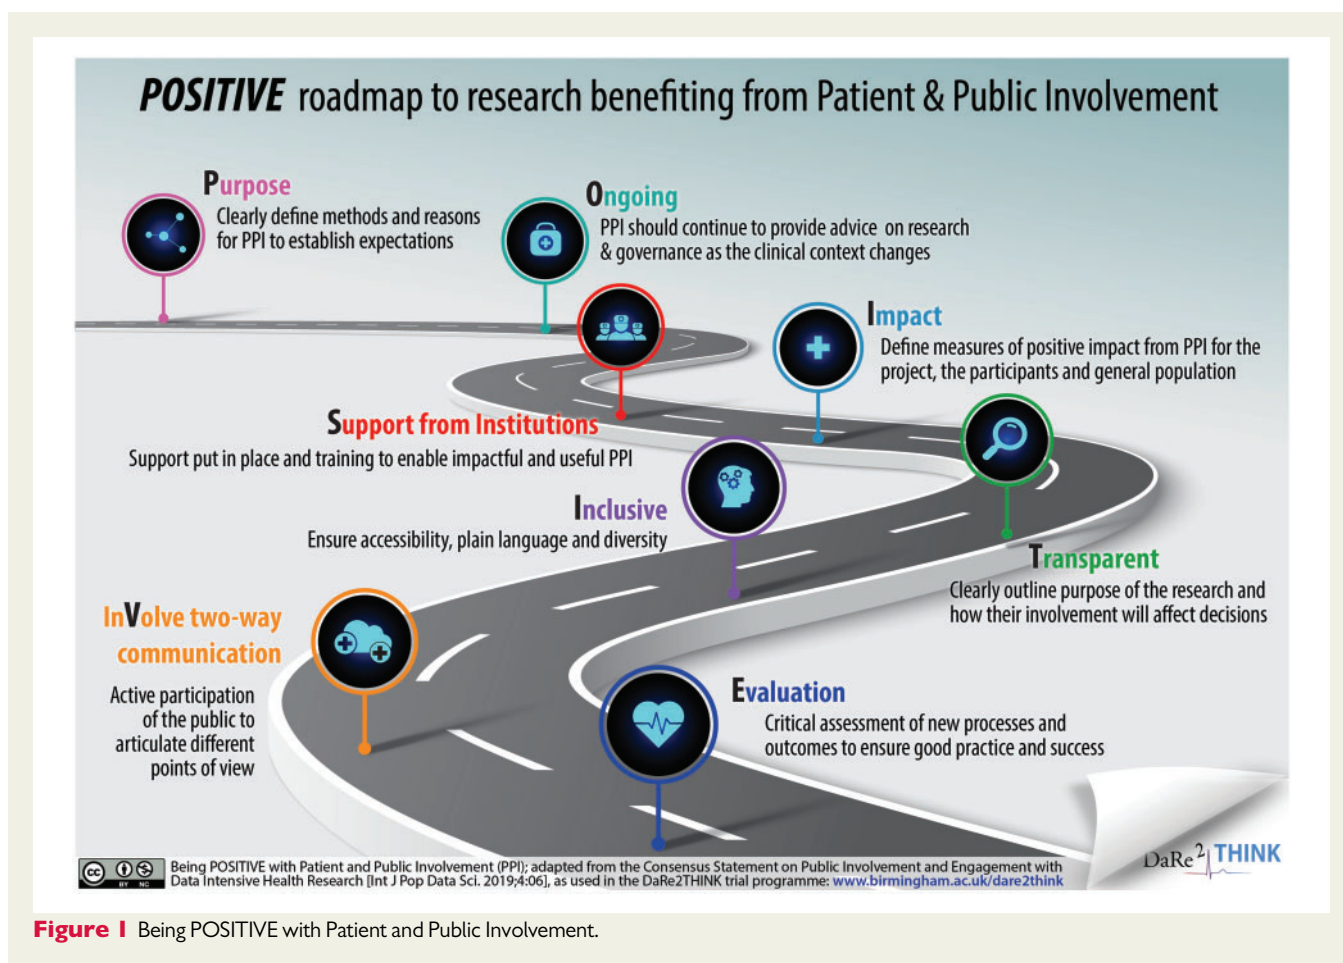 POSITIVE roadmap to research benefiting from Patient & Public Involvement
Purpose
Clearly define methods and reasons
for PPI to establish expectations
Ongoing
PPI should continue to provide advice on research
& governance as the clinical context changes
Support from Institutions
Support put in place and training to enable impactful and useful PPI
Impact
Define measures of positive impact from PPI for the
project, the participants and general population
Transparent
Clearly outline purpose of the research and
how their involvement will affect decisions
Inclusive
Ensure accessibility, plain language and diversity
InVolve two-way
communication
Active participation
of the public to
articulate different
points of view
Evaluation
Critical assessment of new processes and
outcomes to ensure good practice and success
cc BY NC
Being POSITIVE with Patient and Public Involvement (PPI); adapted from the Consensus Statement on Public Involvement and Engagement with
Data Intensive Health Research [Int J Pop Data Sci. 2019;4:06], as used in the DaRe2THINK trial programme: www.birmingham.ac.uk/dare2think
DaRe2 THINK
Figure 1 Being POSITIVE with Patient and Public Involvement.